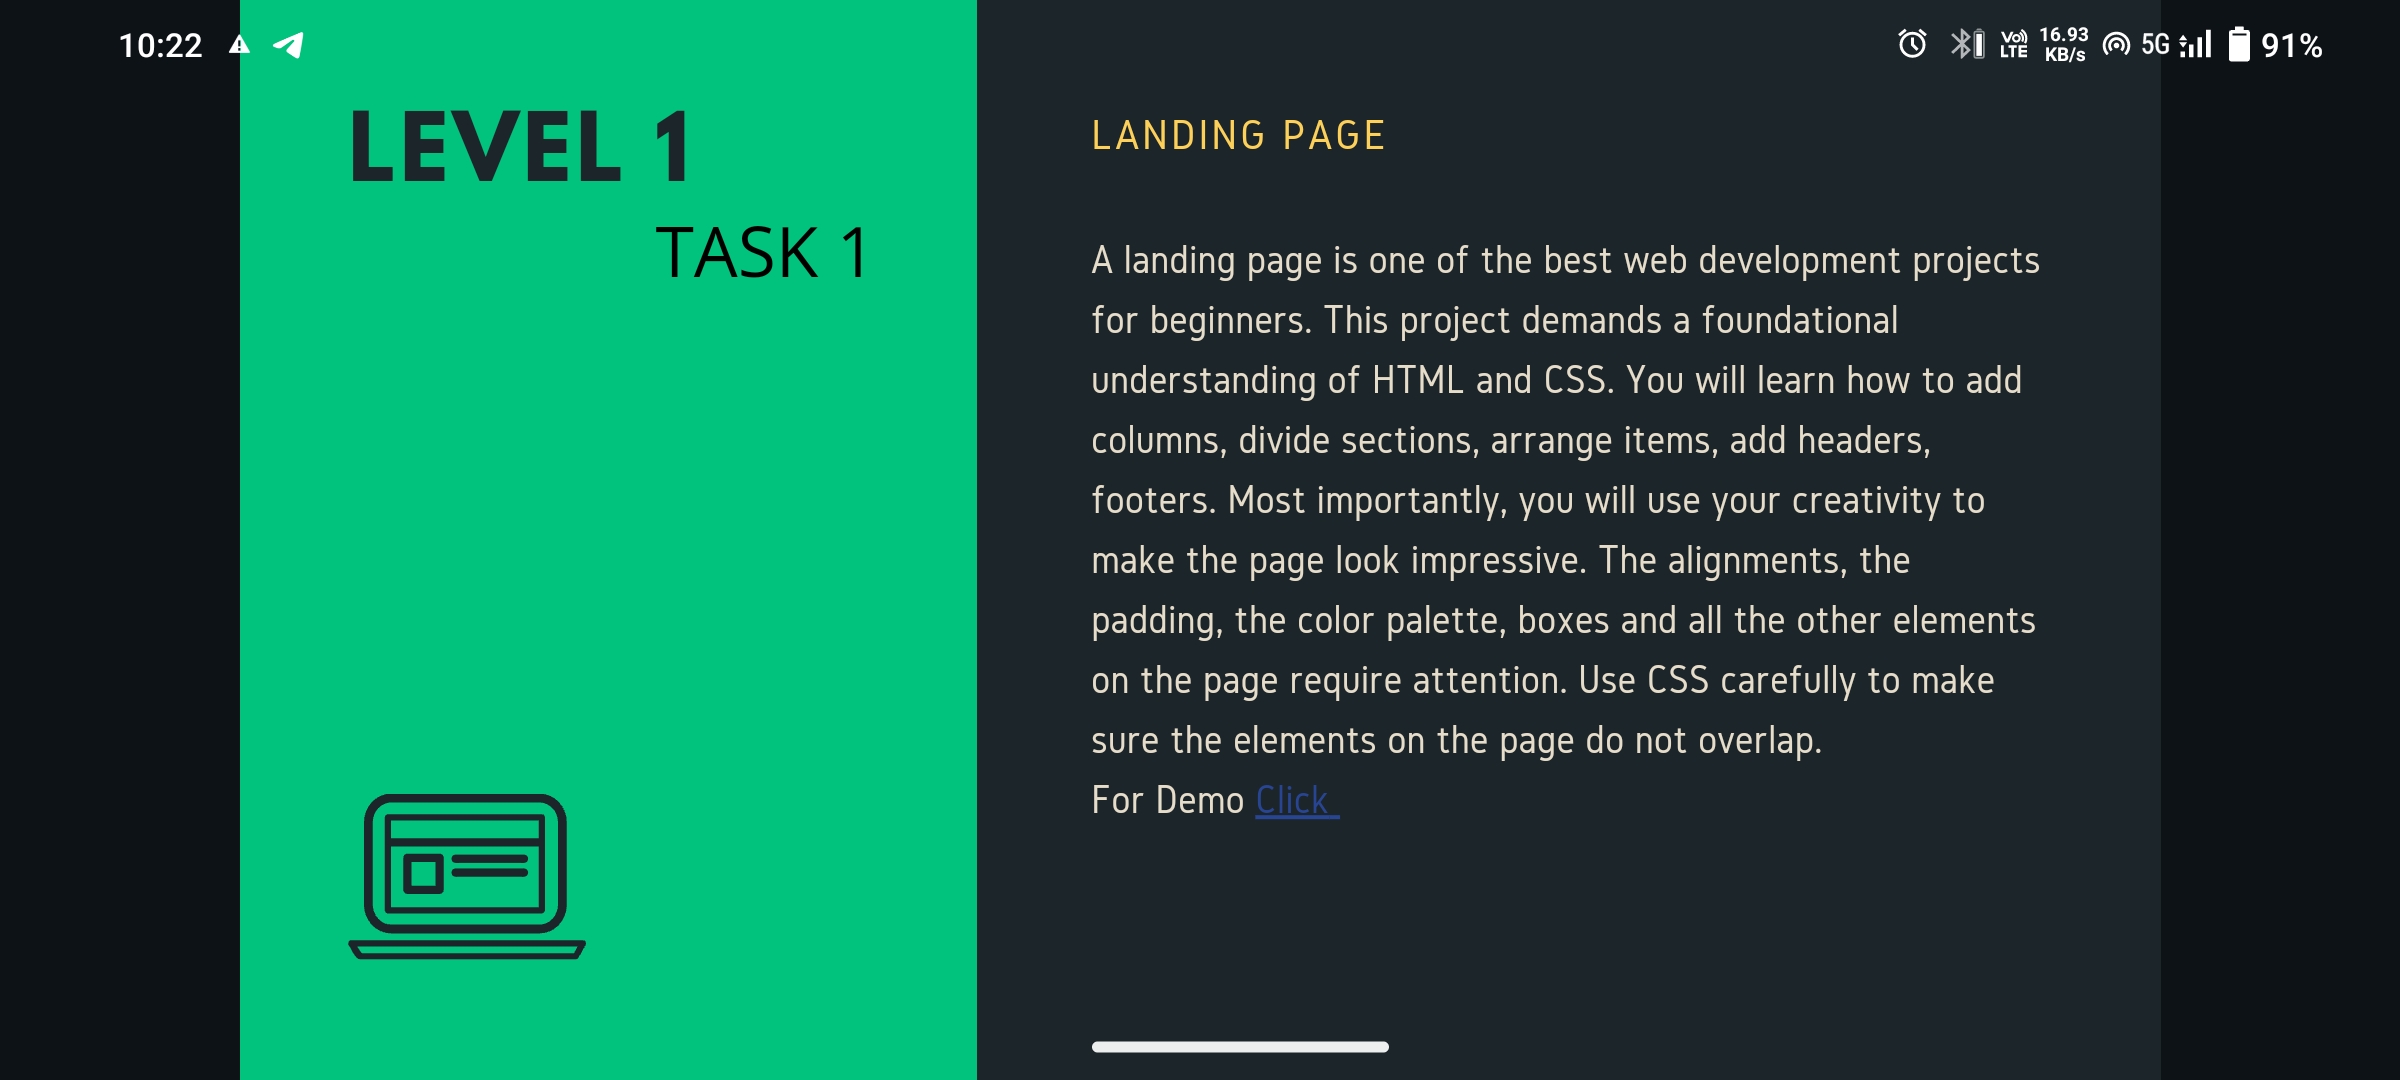 10:22
VoLTE 16.93 KB/s 5G 91%
LEVEL 1
TASK 1
LANDING PAGE
A landing page is one of the best web development projects
for beginners. This project demands a foundational
understanding of HTML and CSS. You will learn how to add
columns, divide sections, arrange items, add headers,
footers. Most importantly, you will use your creativity to
make the page look impressive. The alignments, the
padding, the color palette, boxes and all the other elements
on the page require attention. Use CSS carefully to make
sure the elements on the page do not overlap.
For Demo Click